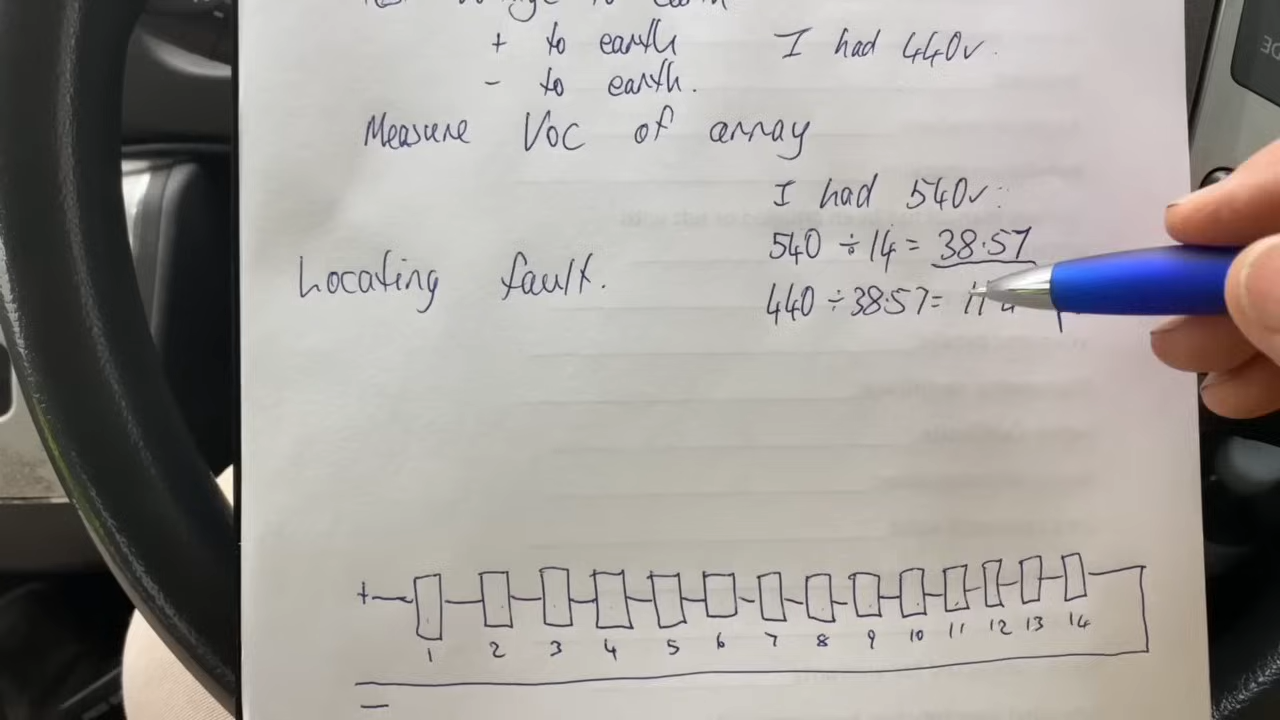 + to earth I had 440v.
- to earth.
Measure Voc of array
I had 540v.
540 ÷ 14 = 38.57
Locating fault.
440 ÷ 38.57 =
+
1 2 3 4 5 6 7 8 9 10 11 12 13 14
-